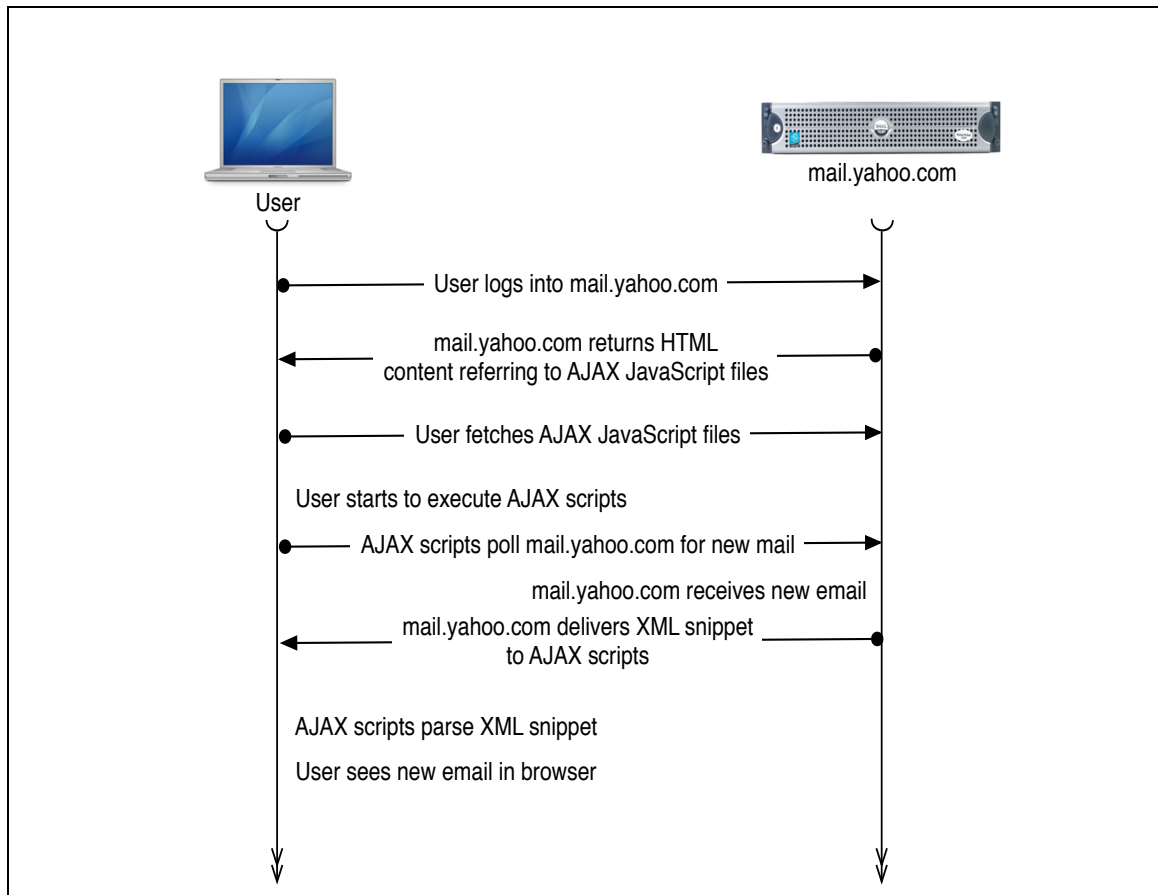 User
mail.yahoo.com
User logs into mail.yahoo.com
mail.yahoo.com returns HTML
content referring to AJAX JavaScript files
User fetches AJAX JavaScript files
User starts to execute AJAX scripts
AJAX scripts poll mail.yahoo.com for new mail
mail.yahoo.com receives new email
mail.yahoo.com delivers XML snippet
to AJAX scripts
AJAX scripts parse XML snippet
User sees new email in browser